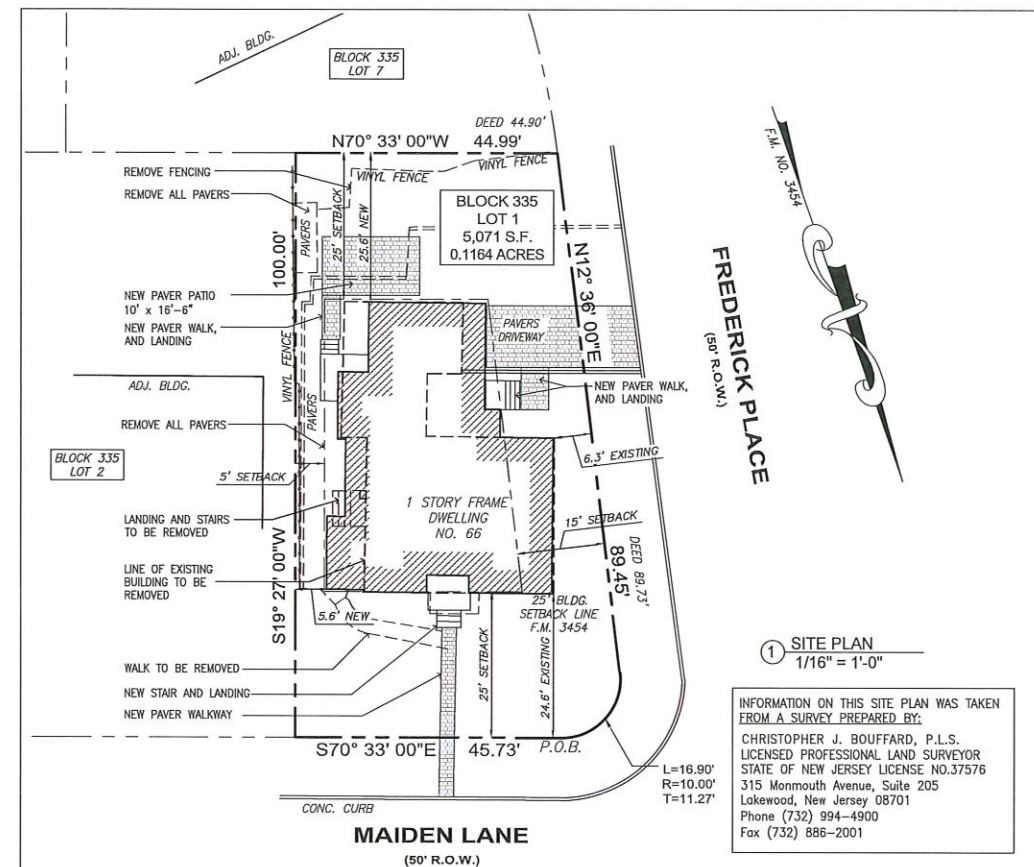 ADJ. BLDG.
BLOCK 335
LOT 7
DEED 44.90'
N70° 33' 00"W 44.99'
VINYL FENCE
VINYL FENCE
REMOVE FENCING
REMOVE ALL PAVERS
PAVERS
25' SETBACK
25.6' NEW
BLOCK 335
LOT 1
5,071 S.F.
0.1164 ACRES
F.M. NO. 3454
100.00'
N12° 36' 00"E
FREDERICK PLACE
(50' R.O.W.)
NEW PAVER PATIO
10' x 16'-6"
NEW PAVER WALK,
AND LANDING
PAVERS
DRIVEWAY
VINYL FENCE
ADJ. BLDG.
PAVERS
NEW PAVER WALK,
AND LANDING
REMOVE ALL PAVERS
BLOCK 335
LOT 2
5' SETBACK
6.3' EXISTING
1 STORY FRAME
DWELLING
NO. 66
LANDING AND STAIRS
TO BE REMOVED
15' SETBACK
DEED 89.73'
89.45'
LINE OF EXISTING
BUILDING TO BE
REMOVED
S19° 27' 00"W
5.6' NEW
25' BLDG.
SETBACK LINE
F.M. 3454
25' SETBACK
24.6' EXISTING
WALK TO BE REMOVED
NEW STAIR AND LANDING
NEW PAVER WALKWAY
1 SITE PLAN
1/16" = 1'-0"
S70° 33' 00"E 45.73'
P.O.B.
L=16.90'
R=10.00'
T=11.27'
CONC. CURB
MAIDEN LANE
(50' R.O.W.)
INFORMATION ON THIS SITE PLAN WAS TAKEN
FROM A SURVEY PREPARED BY:
CHRISTOPHER J. BOUFFARD, P.L.S.
LICENSED PROFESSIONAL LAND SURVEYOR
STATE OF NEW JERSEY LICENSE NO.37576
315 Monmouth Avenue, Suite 205
Lakewood, New Jersey 08701
Phone (732) 994-4900
Fax (732) 886-2001